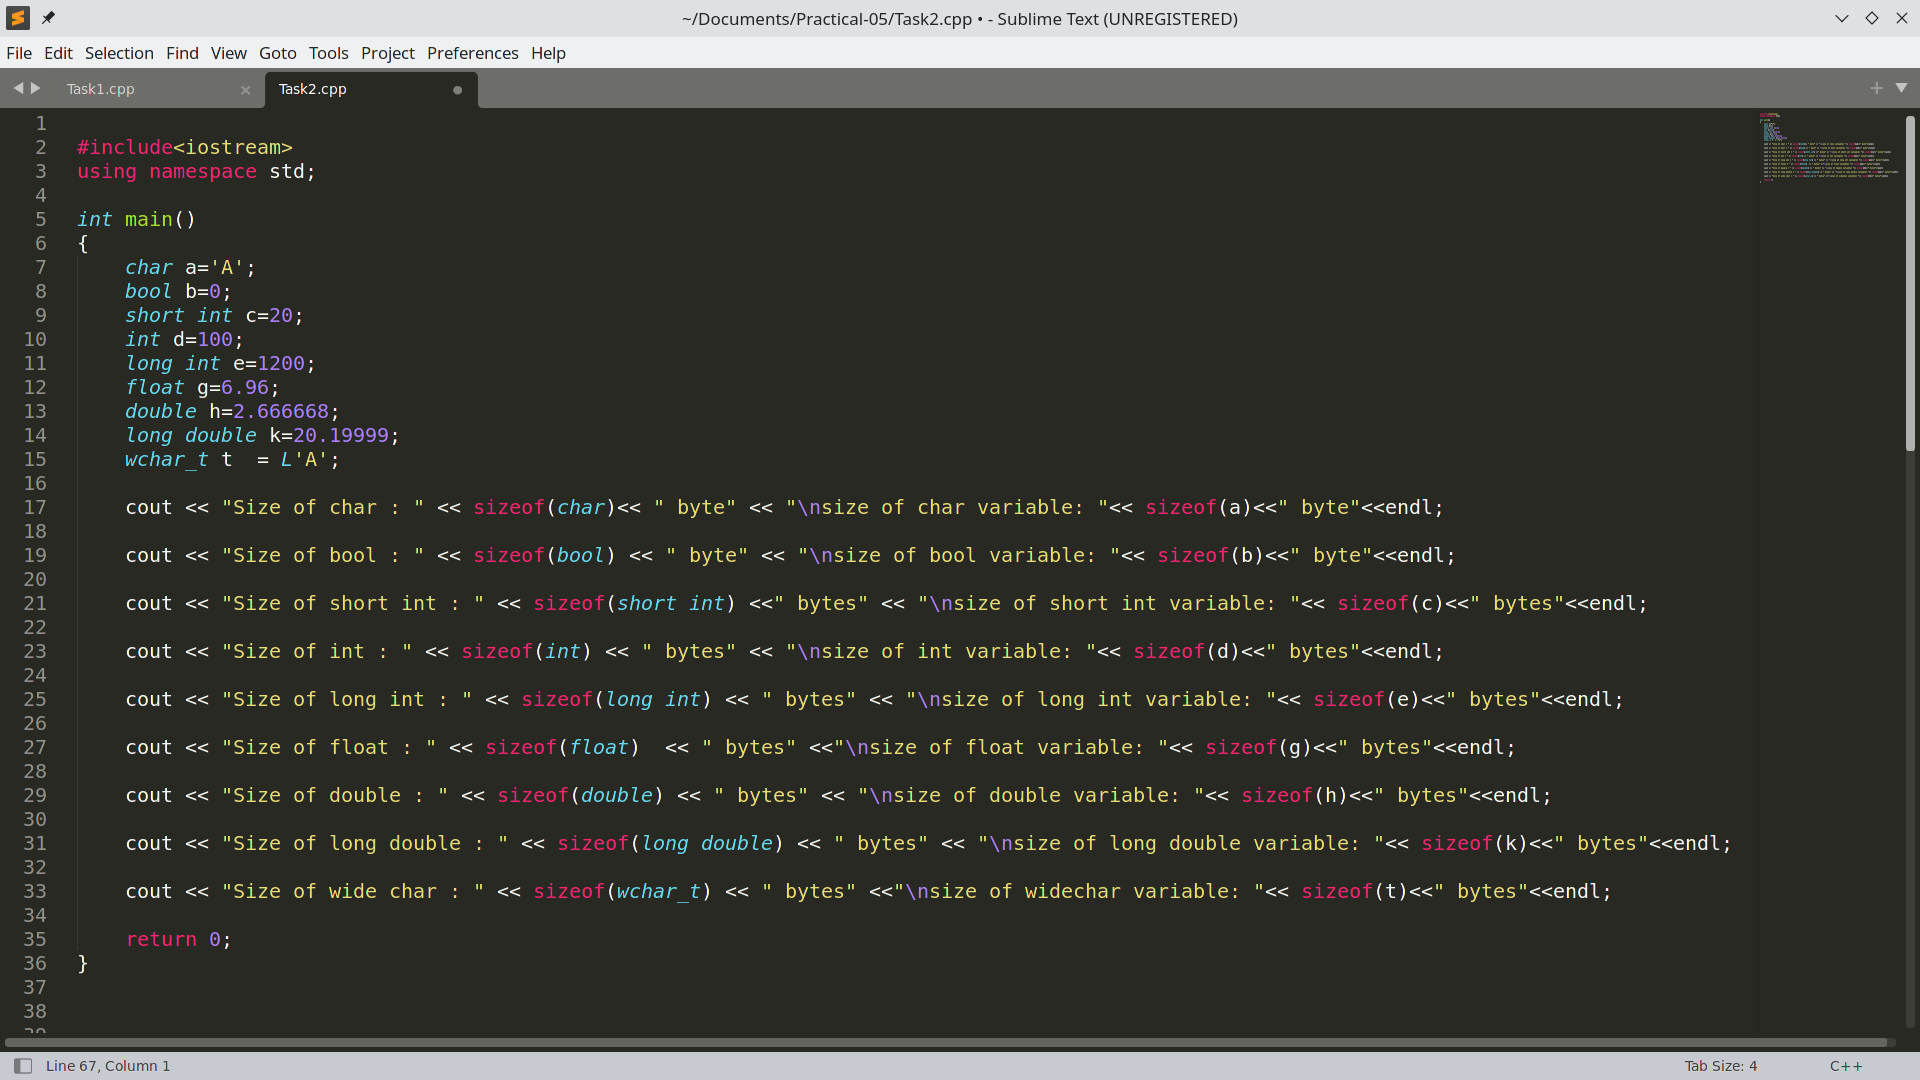 ~/Documents/Practical-05/Task2.cpp • - Sublime Text (UNREGISTERED)
File Edit Selection Find View Goto Tools Project Preferences Help
Task1.cpp Task2.cpp
1
2 #include<iostream>
3 using namespace std;
4
5 int main()
6 {
7     char a='A';
8     bool b=0;
9     short int c=20;
10     int d=100;
11     long int e=1200;
12     float g=6.96;
13     double h=2.666668;
14     long double k=20.19999;
15     wchar_t t  = L'A';
16
17     cout << "Size of char : " << sizeof(char)<< " byte" << "\nsize of char variable: "<< sizeof(a)<<" byte"<<endl;
18
19     cout << "Size of bool : " << sizeof(bool) << " byte" << "\nsize of bool variable: "<< sizeof(b)<<" byte"<<endl;
20
21     cout << "Size of short int : " << sizeof(short int) <<" bytes" << "\nsize of short int variable: "<< sizeof(c)<<" bytes"<<endl;
22
23     cout << "Size of int : " << sizeof(int) << " bytes" << "\nsize of int variable: "<< sizeof(d)<<" bytes"<<endl;
24
25     cout << "Size of long int : " << sizeof(long int) << " bytes" << "\nsize of long int variable: "<< sizeof(e)<<" bytes"<<endl;
26
27     cout << "Size of float : " << sizeof(float)  << " bytes" <<"\nsize of float variable: "<< sizeof(g)<<" bytes"<<endl;
28
29     cout << "Size of double : " << sizeof(double) << " bytes" << "\nsize of double variable: "<< sizeof(h)<<" bytes"<<endl;
30
31     cout << "Size of long double : " << sizeof(long double) << " bytes" << "\nsize of long double variable: "<< sizeof(k)<<" bytes"<<endl;
32
33     cout << "Size of wide char : " << sizeof(wchar_t) << " bytes" <<"\nsize of widechar variable: "<< sizeof(t)<<" bytes"<<endl;
34
35     return 0;
36 }
37
38
Line 67, Column 1 Tab Size: 4 C++